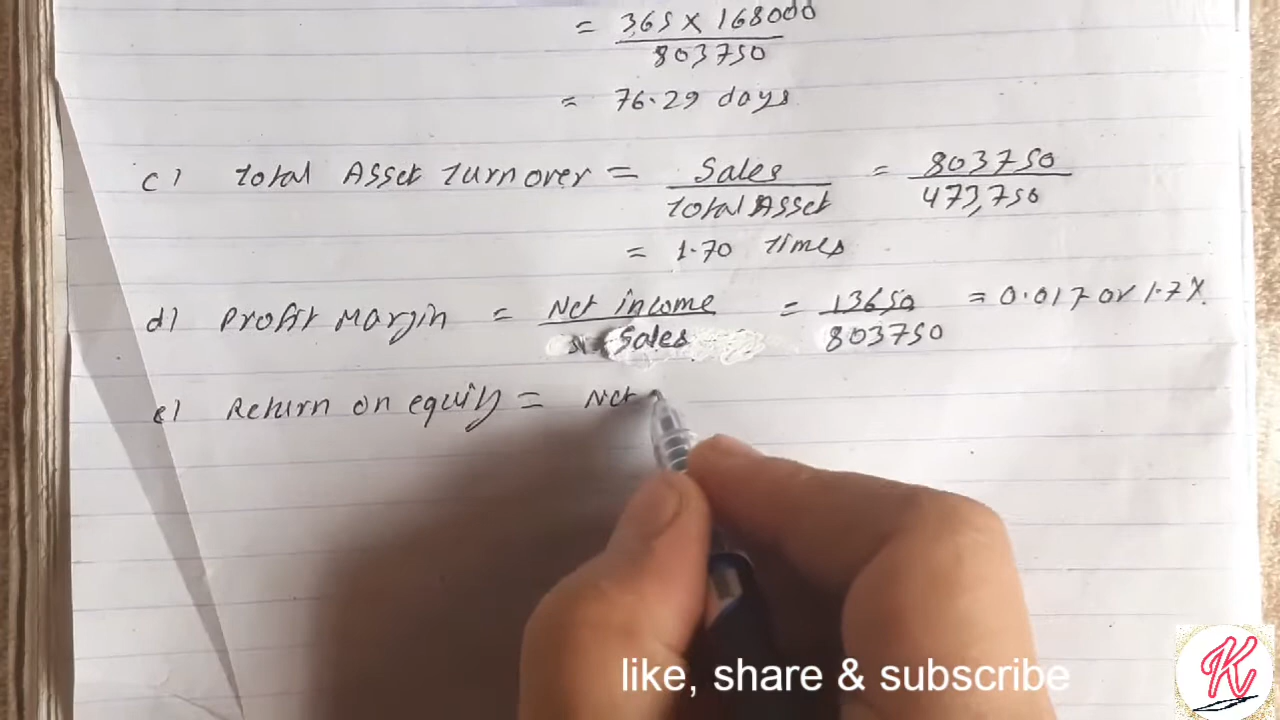 = 365 × 168000
803750
= 76.29 days
c) total Asset turnover = Sales = 803750
total Asset 473,750
= 1.70 times
d) Profit Margin = Net income = 13650 = 0.017 or 1.7%.
Sales 803750
e) Return on equity = Net
like, share & subscribe
K